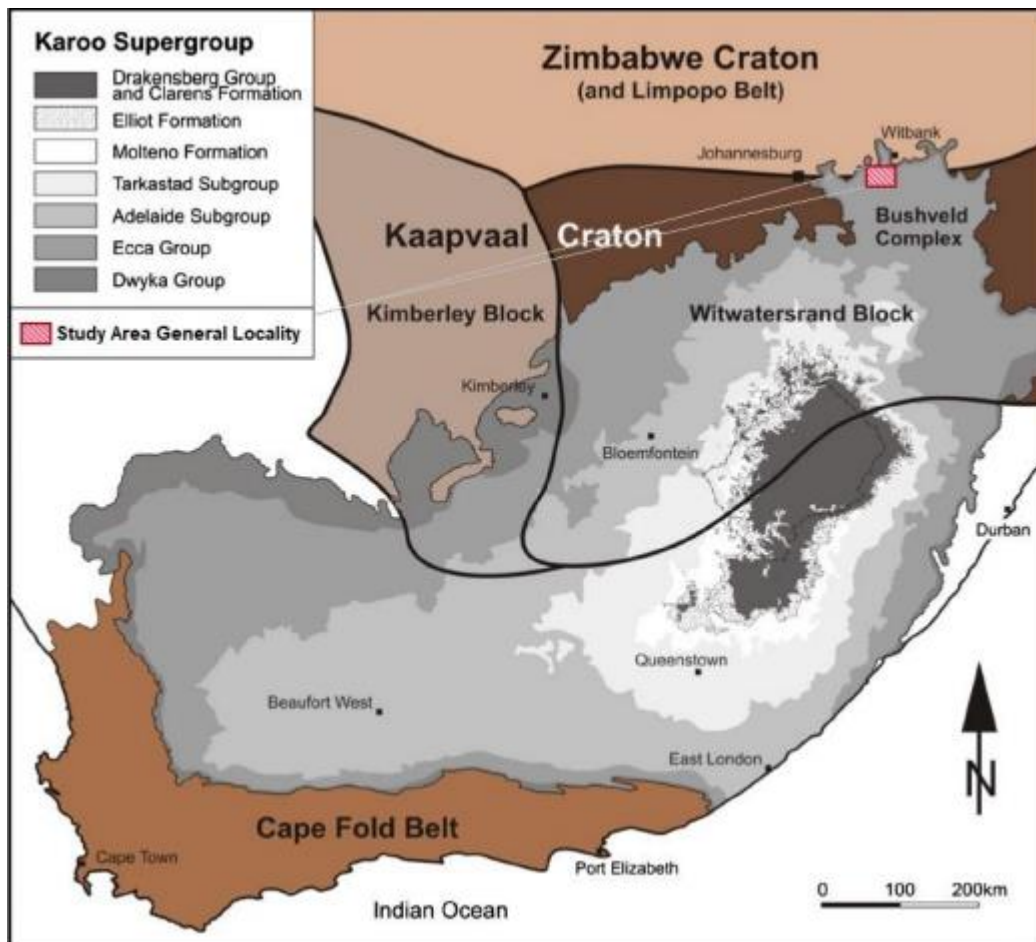 Karoo Supergroup
Drakensberg Group
and Clarens Formation
Elliot Formation
Molteno Formation
Tarkastad Subgroup
Adelaide Subgroup
Ecca Group
Dwyka Group
Study Area General Locality
Zimbabwe Craton
(and Limpopo Belt)
Witbank
Johannesburg
Kaapvaal Craton
Bushveld
Complex
Kimberley Block
Witwatersrand Block
Kimberley
Bloemfontein
Durban
Queenstown
Beaufort West
East London
N
Cape Fold Belt
Cape Town
Port Elizabeth
Indian Ocean
0 100 200km